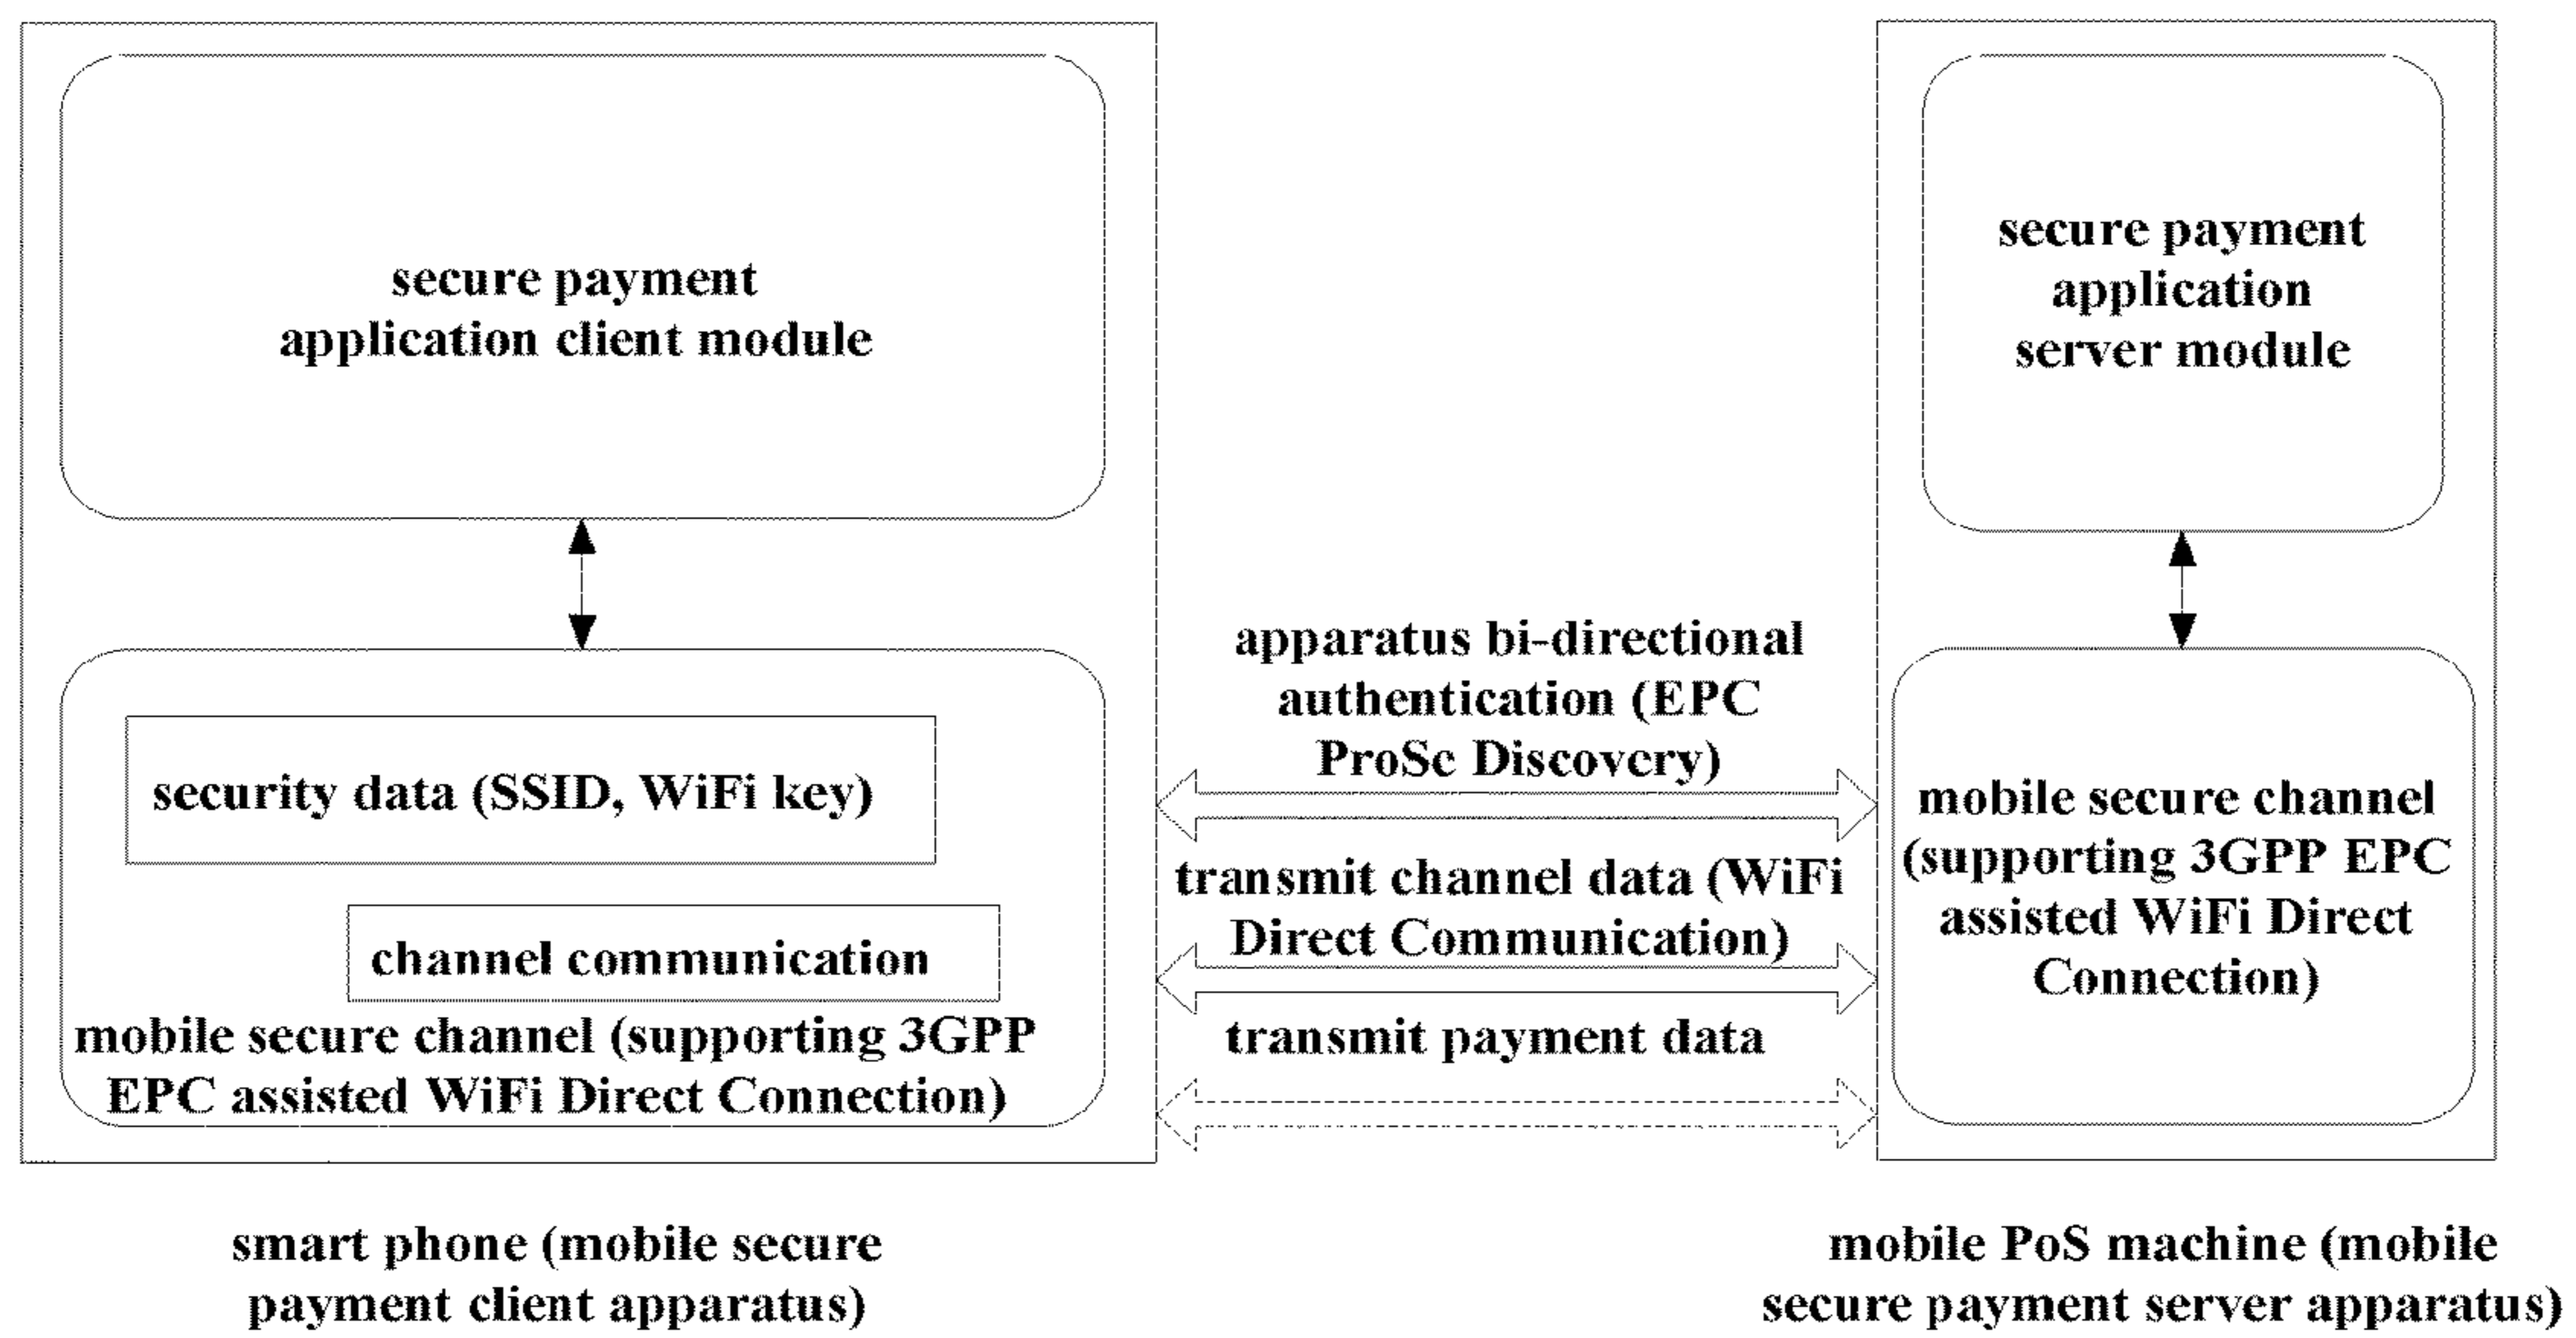 secure payment
application client module
secure payment
application
server module
security data (SSID, WiFi key)
channel communication
mobile secure channel (supporting 3GPP
EPC assisted WiFi Direct Connection)
apparatus bi-directional
authentication (EPC
ProSe Discovery)
transmit channel data (WiFi
Direct Communication)
transmit payment data
mobile secure channel
(supporting 3GPP EPC
assisted WiFi Direct
Connection)
smart phone (mobile secure
payment client apparatus)
mobile PoS machine (mobile
secure payment server apparatus)